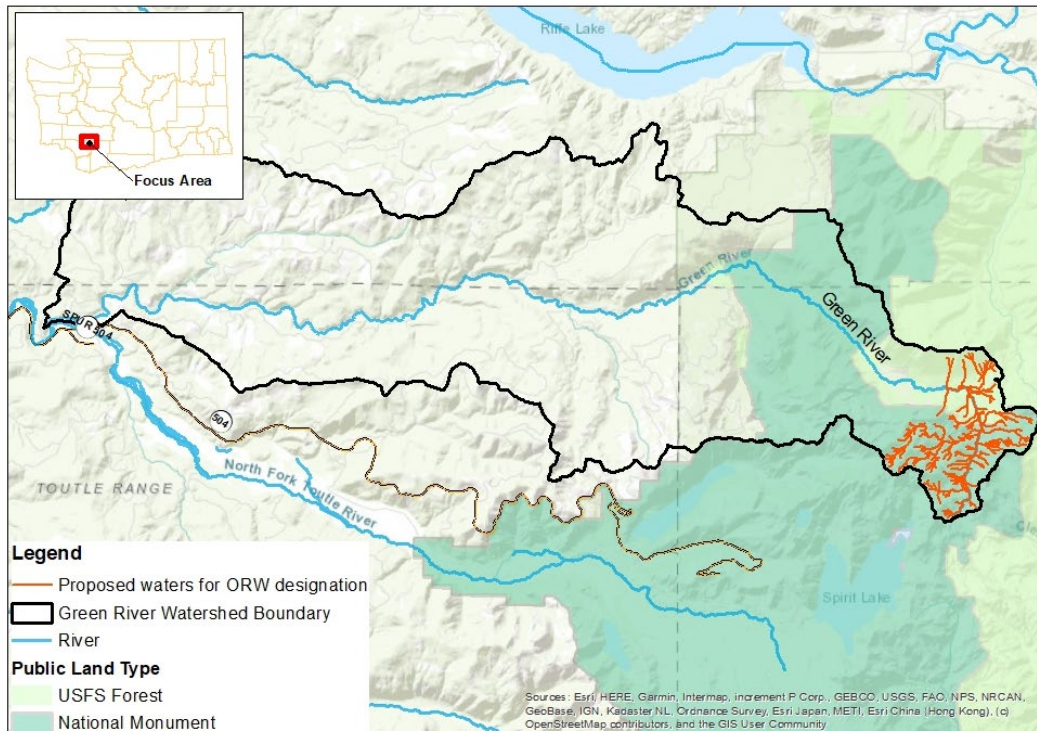 Riffe Lake
Focus Area
Green River
Green River
SPUR 504
504
North Fork Toutle River
TOUTLE RANGE
Spirit Lake
Legend
Proposed waters for ORW designation
Green River Watershed Boundary
River
Public Land Type
USFS Forest
National Monument
Sources: Esri, HERE, Garmin, Intermap, increment P Corp., GEBCO, USGS, FAO, NPS, NRCAN,
GeoBase, IGN, Kadaster NL, Ordnance Survey, Esri Japan, METI, Esri China (Hong Kong), (c)
OpenStreetMap contributors, and the GIS User Community